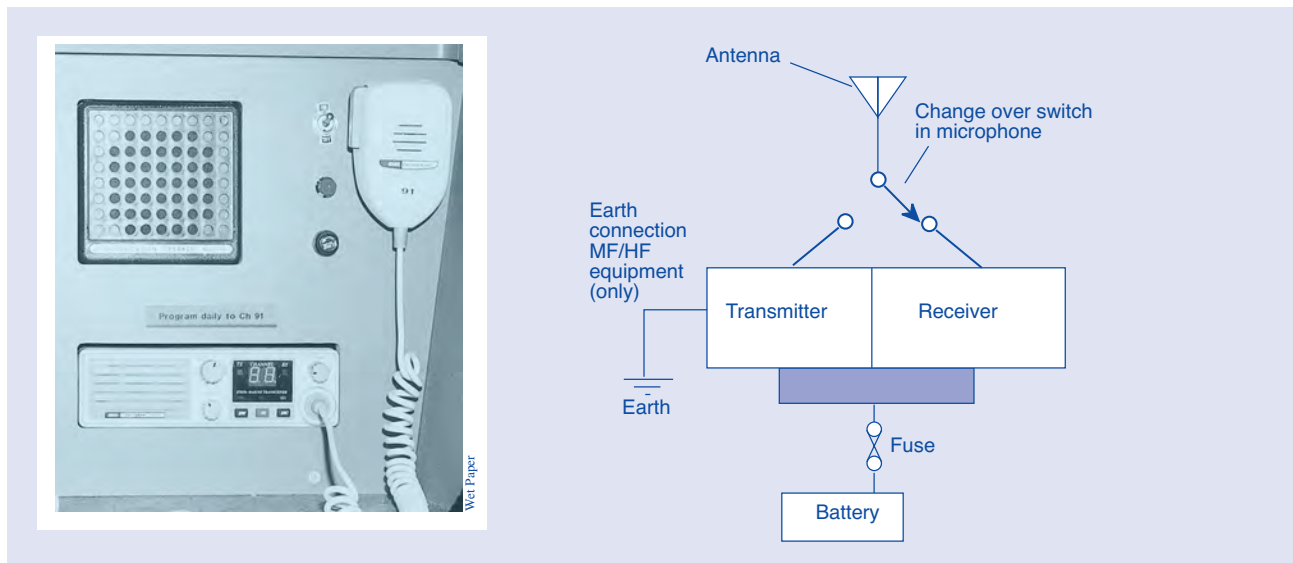 91
Program daily to Ch 91
88
Wet Paper
Antenna
Change over switch
in microphone
Earth
connection
MF/HF
equipment
(only)
Transmitter
Receiver
Earth
Fuse
Battery